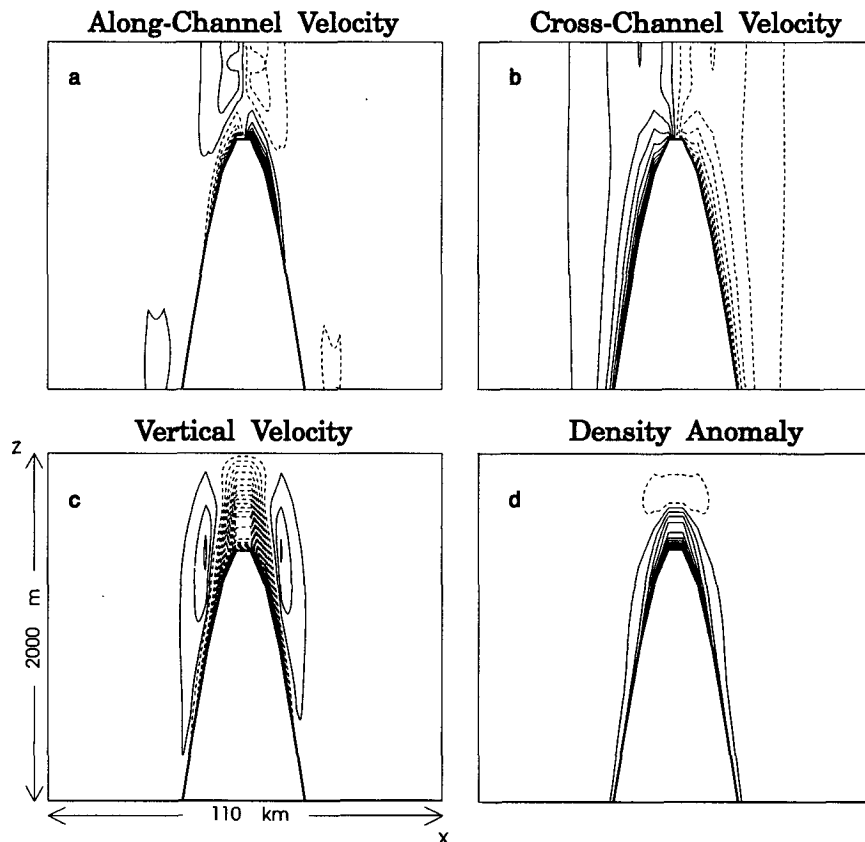 Along-Channel Velocity
Cross-Channel Velocity
a
b
Vertical Velocity
Density Anomaly
z
c
d
2000 m
110 km
x